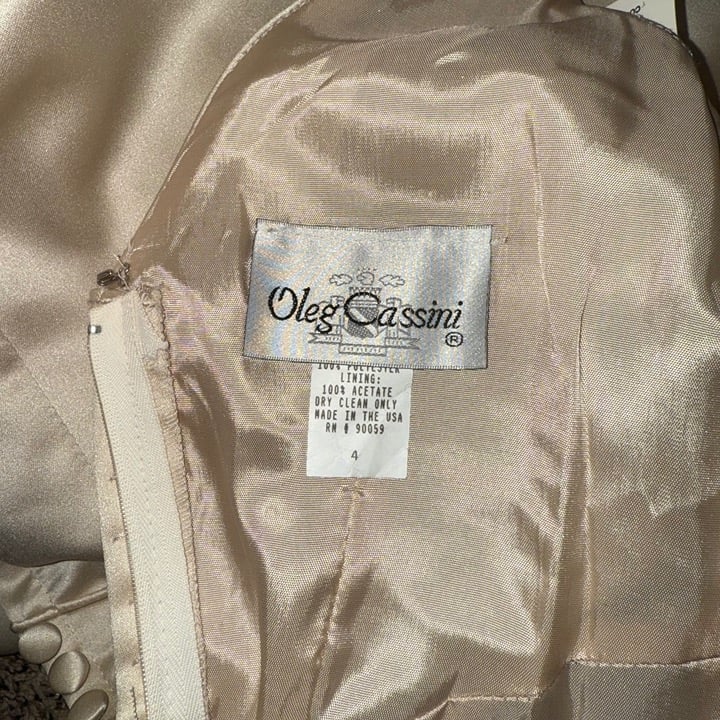 Oleg Cassini
®
100% POLYESTER
LINING:
100% ACETATE
DRY CLEAN ONLY
MADE IN THE USA
RN # 90059
4